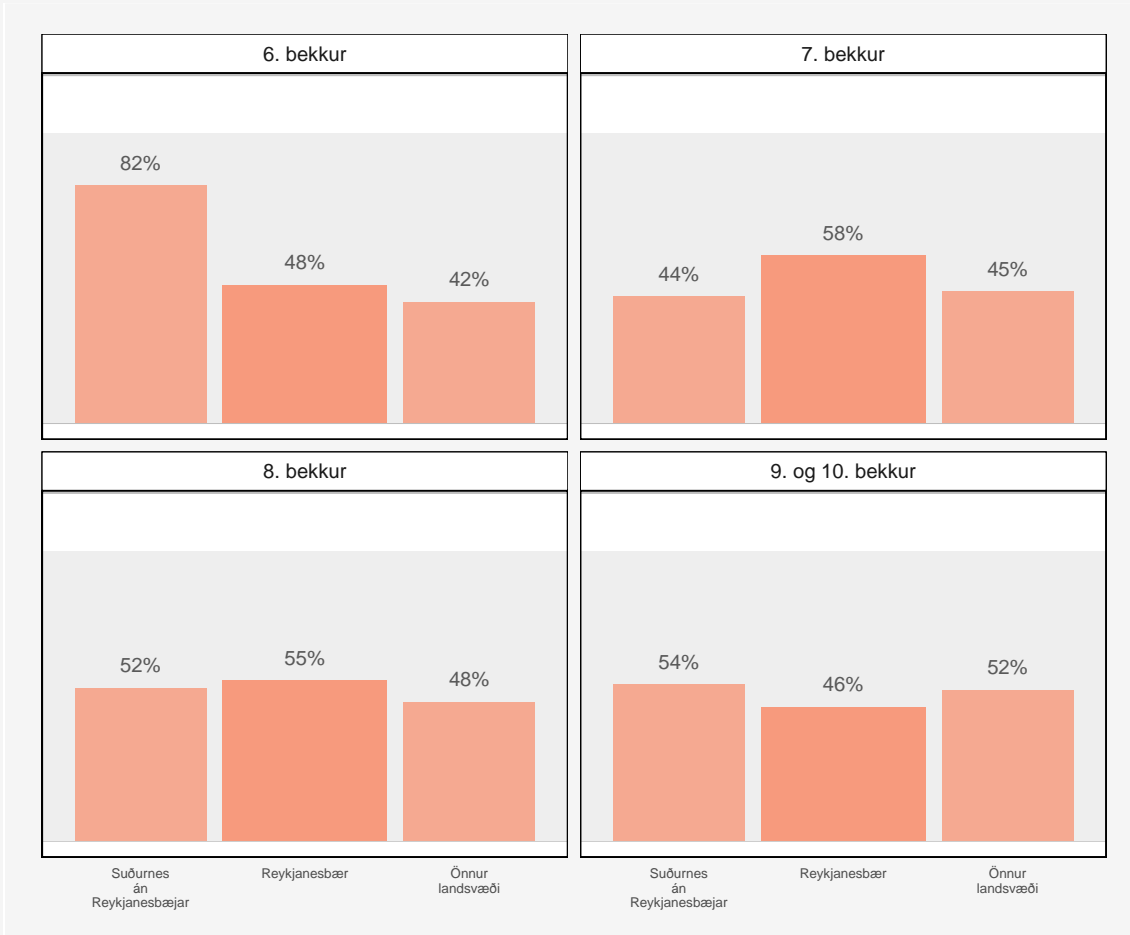 6. bekkur
82%
48%
42%
7. bekkur
44%
58%
45%
8. bekkur
52%
55%
48%
Suðurnes
án
Reykjanesbæjar
Reykjanesbær
Önnur
landsvæði
9. og 10. bekkur
54%
46%
52%
Suðurnes
án
Reykjanesbæjar
Reykjanesbær
Önnur
landsvæði